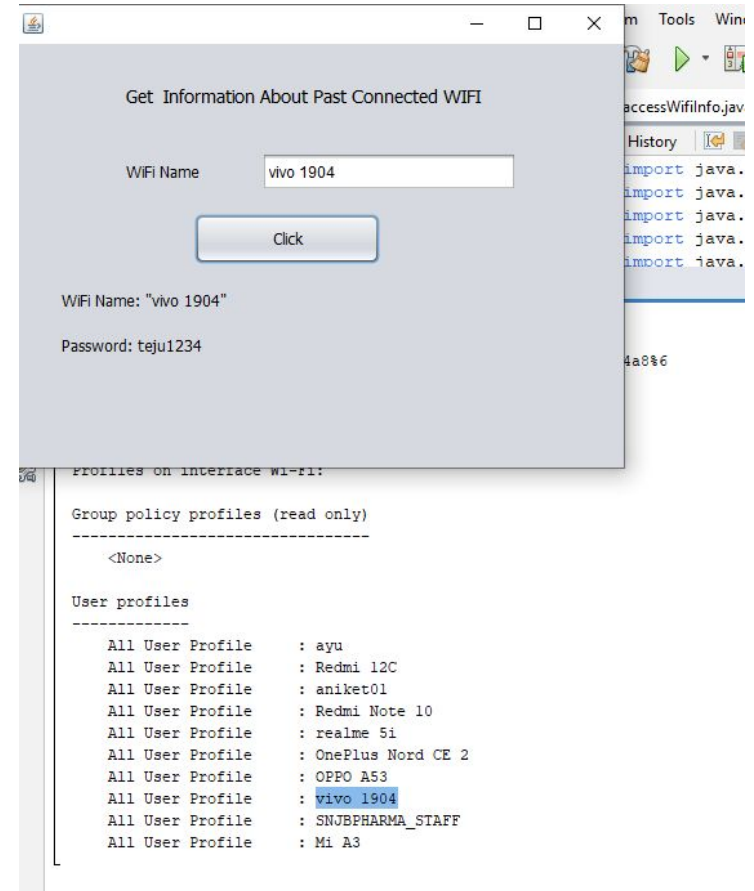 m Tools Win
Get Information About Past Connected WIFI
accessWifiInfo.jav
History
WiFi Name vivo 1904
import java.
import java.
import java.
import java.
import java.
Click
WiFi Name: "vivo 1904"
Password: teju1234
4a8%6
Profiles on interface Wi-Fi:
Group policy profiles (read only)
---------------------------------
<None>
User profiles
-------------
All User Profile : ayu
All User Profile : Redmi 12C
All User Profile : aniket01
All User Profile : Redmi Note 10
All User Profile : realme 5i
All User Profile : OnePlus Nord CE 2
All User Profile : OPPO A53
All User Profile : vivo 1904
All User Profile : SNJBPHARMA_STAFF
All User Profile : Mi A3